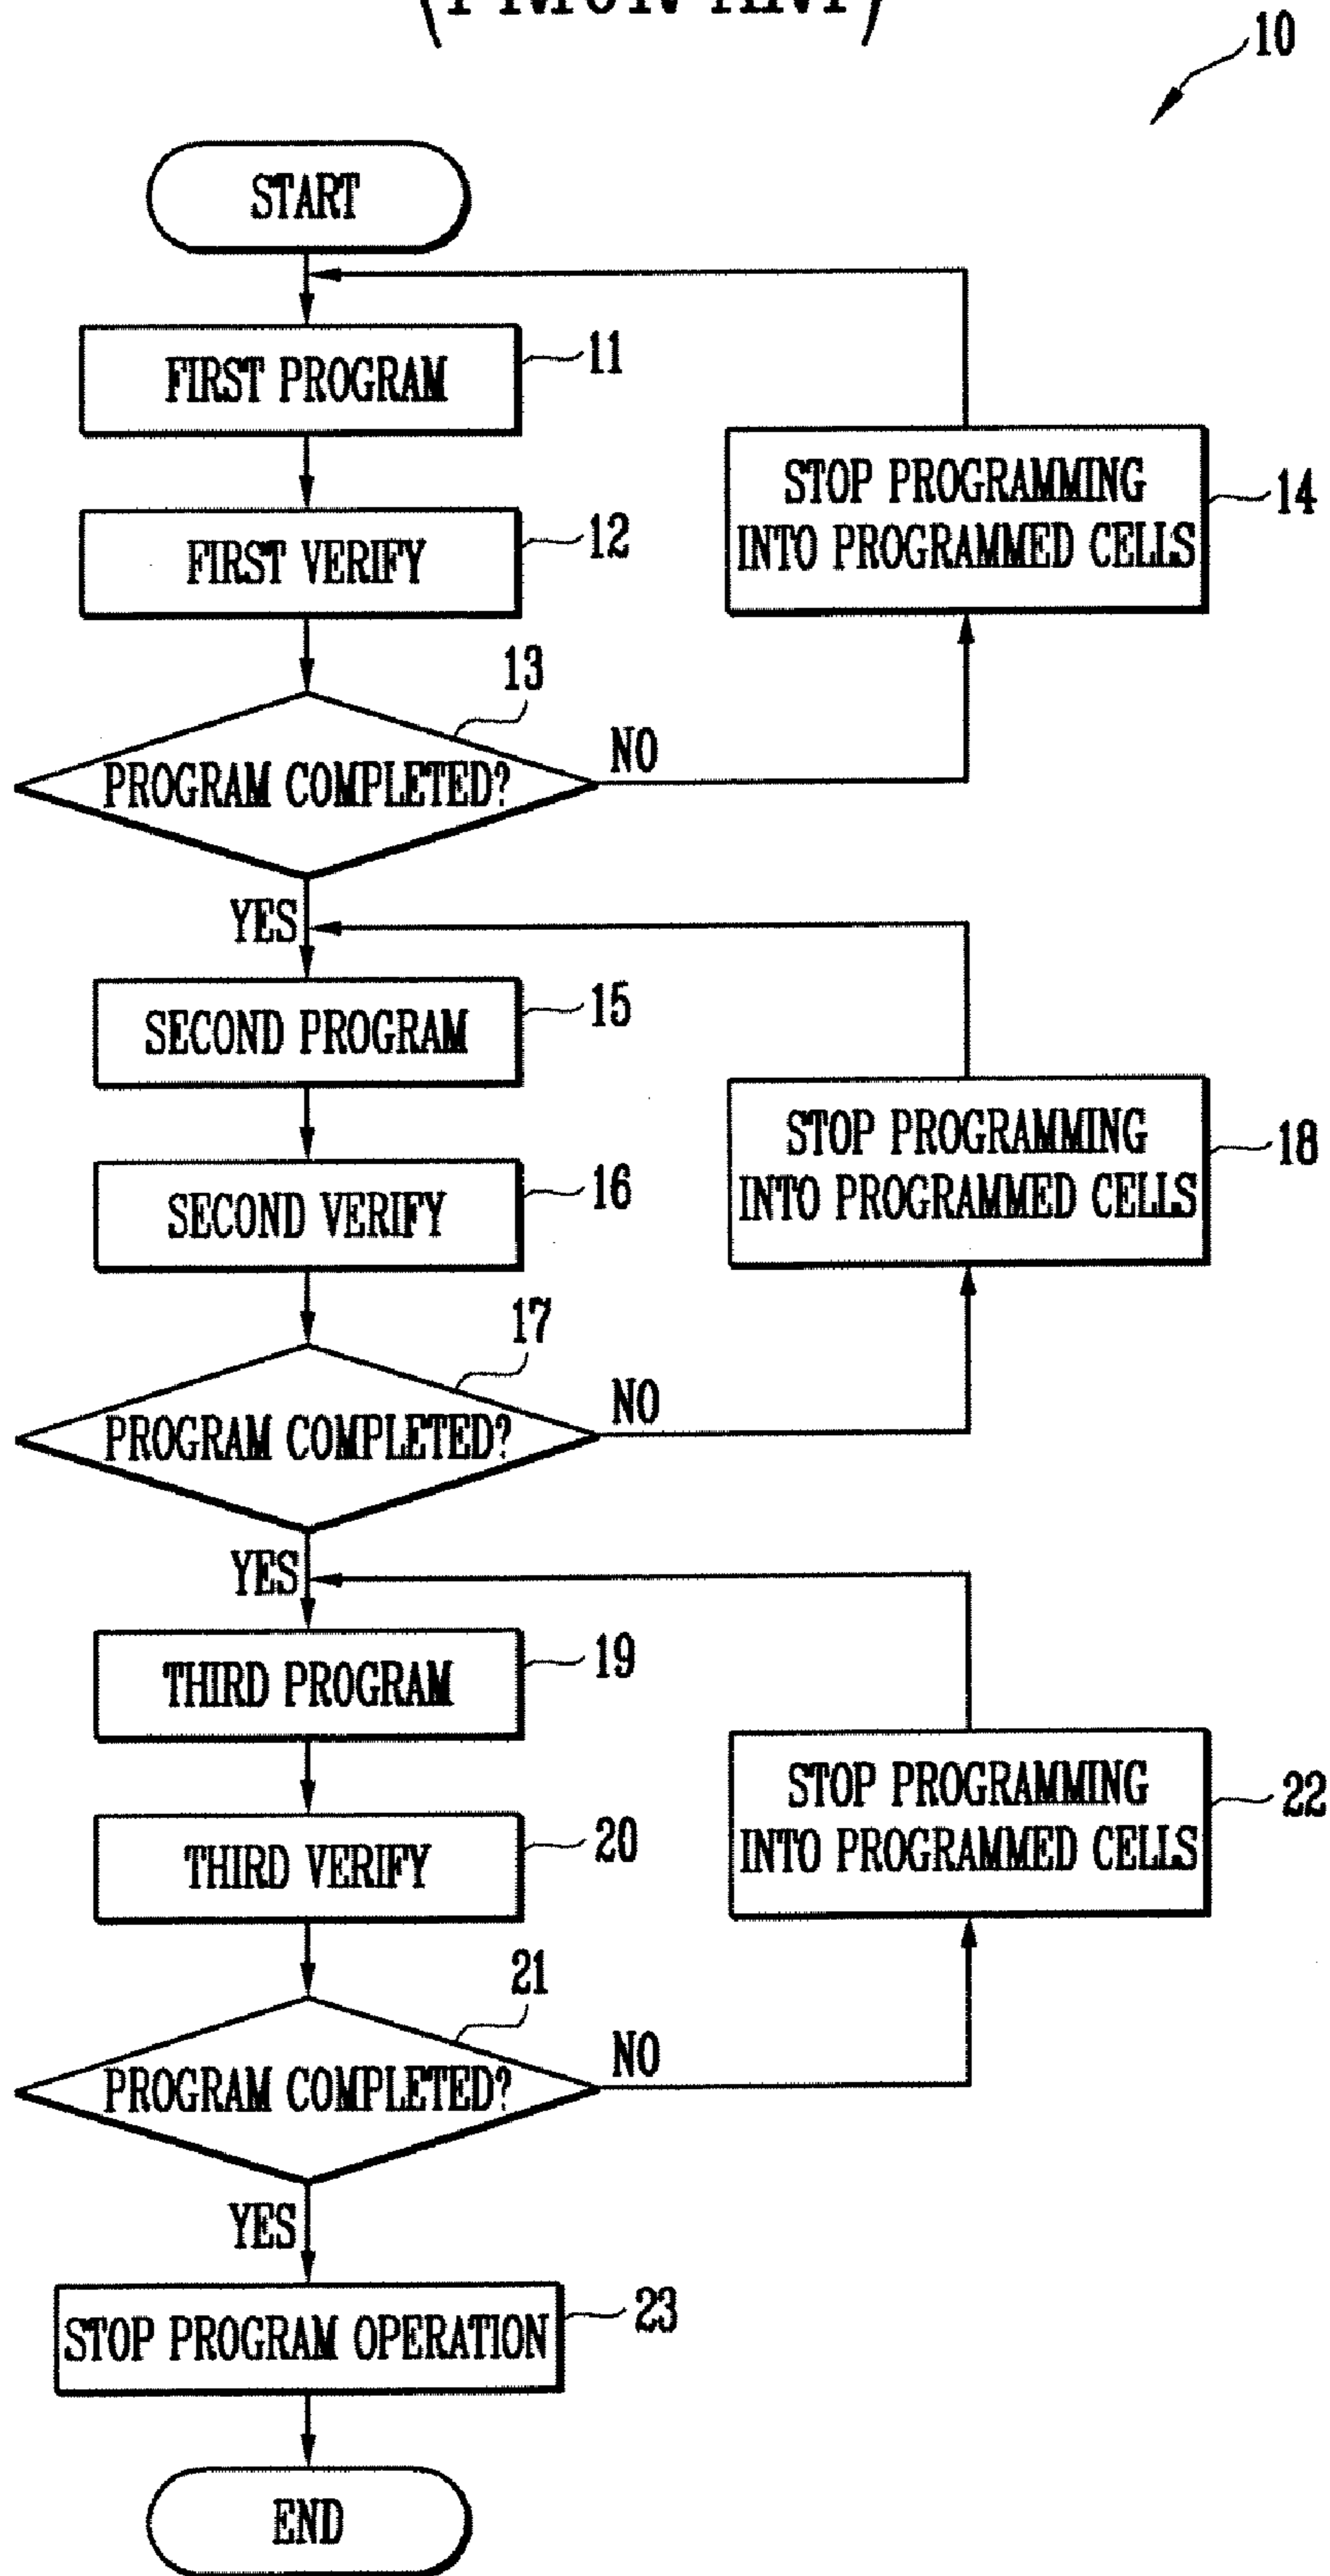 10
START
FIRST PROGRAM
11
STOP PROGRAMMING
INTO PROGRAMMED CELLS
14
FIRST VERIFY
12
13
PROGRAM COMPLETED?
NO
YES
SECOND PROGRAM
15
STOP PROGRAMMING
INTO PROGRAMMED CELLS
18
SECOND VERIFY
16
17
PROGRAM COMPLETED?
NO
YES
THIRD PROGRAM
19
STOP PROGRAMMING
INTO PROGRAMMED CELLS
22
THIRD VERIFY
20
21
PROGRAM COMPLETED?
NO
YES
STOP PROGRAM OPERATION
23
END